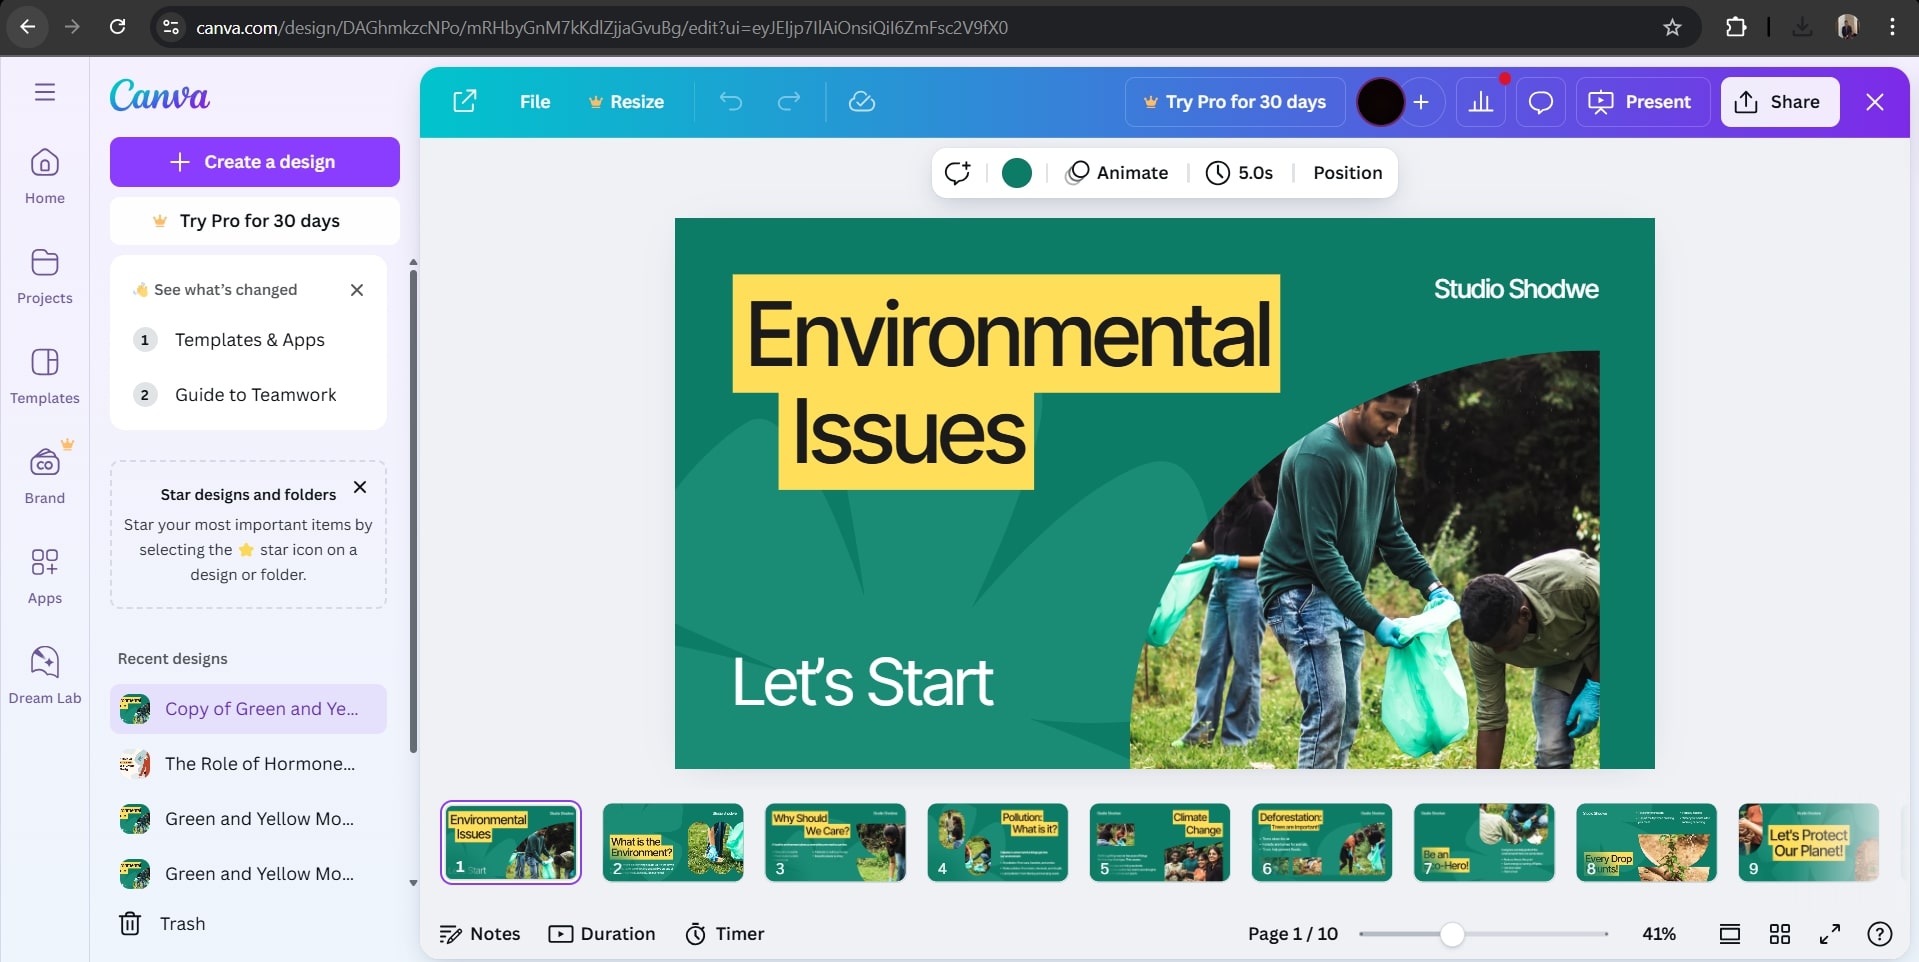 canva.com/design/DAGhmkzcNPo/mRHbyGnM7kKdlZjjaGvuBg/edit?ui=eyJEIjp7IlAiOnsiQiI6ZmFsc2V9fX0
Canva
File
Resize
Try Pro for 30 days
Present
Share
Create a design
Try Pro for 30 days
Home
Projects
Templates
Brand
Apps
Dream Lab
See what's changed
1 Templates & Apps
2 Guide to Teamwork
Star designs and folders
Star your most important items by
selecting the star icon on a
design or folder.
Recent designs
Copy of Green and Ye...
The Role of Hormone...
Green and Yellow Mo...
Green and Yellow Mo...
Trash
Animate
5.0s
Position
Environmental
Issues
Studio Shodwe
Let's Start
Environmental
Issues
1
Start
What is the
Environment?
2
Why Should
We Care?
3
Pollution:
What is it?
4
Climate
Change
5
Deforestation:
Trees are Important!
6
Be an
Eco-Hero!
7
Every Drop
Counts!
8
Let's Protect
Our Planet!
9
Notes
Duration
Timer
Page 1 / 10
41%